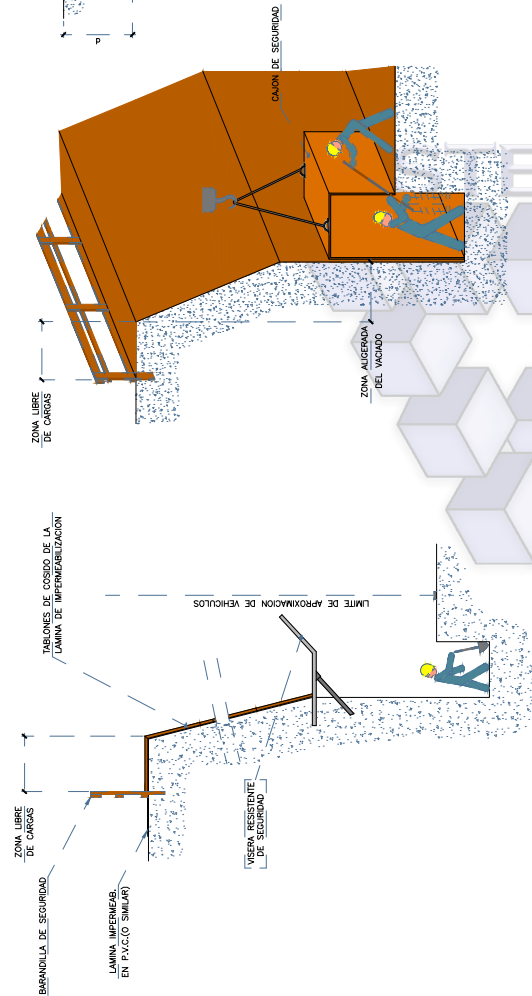 P
CAJON DE SEGURIDAD
ZONA LIBRE
DE CARGAS
ZONA ALIGERADA
DEL VACIADO
TABLONES DE COSIDO DE LA
LAMINA DE IMPERMEABILIZACION
LIMITE DE APROXIMACION DE VEHICULOS
ZONA LIBRE
DE CARGAS
VISERA RESISTENTE
DE SEGURIDAD
BARANDILLA DE SEGURIDAD
LAMINA IMPERMEAB.
EN P.V.C.(O SIMILAR)